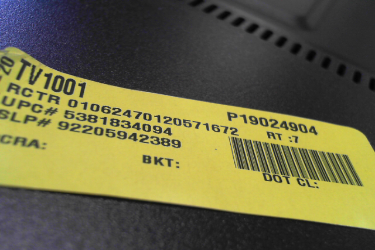 TV1001
RCTR 01062470120571672 P19024904
UPC# 5381834094 RT :7
SLP# 92205942389
CRA: BKT: DOT CL: